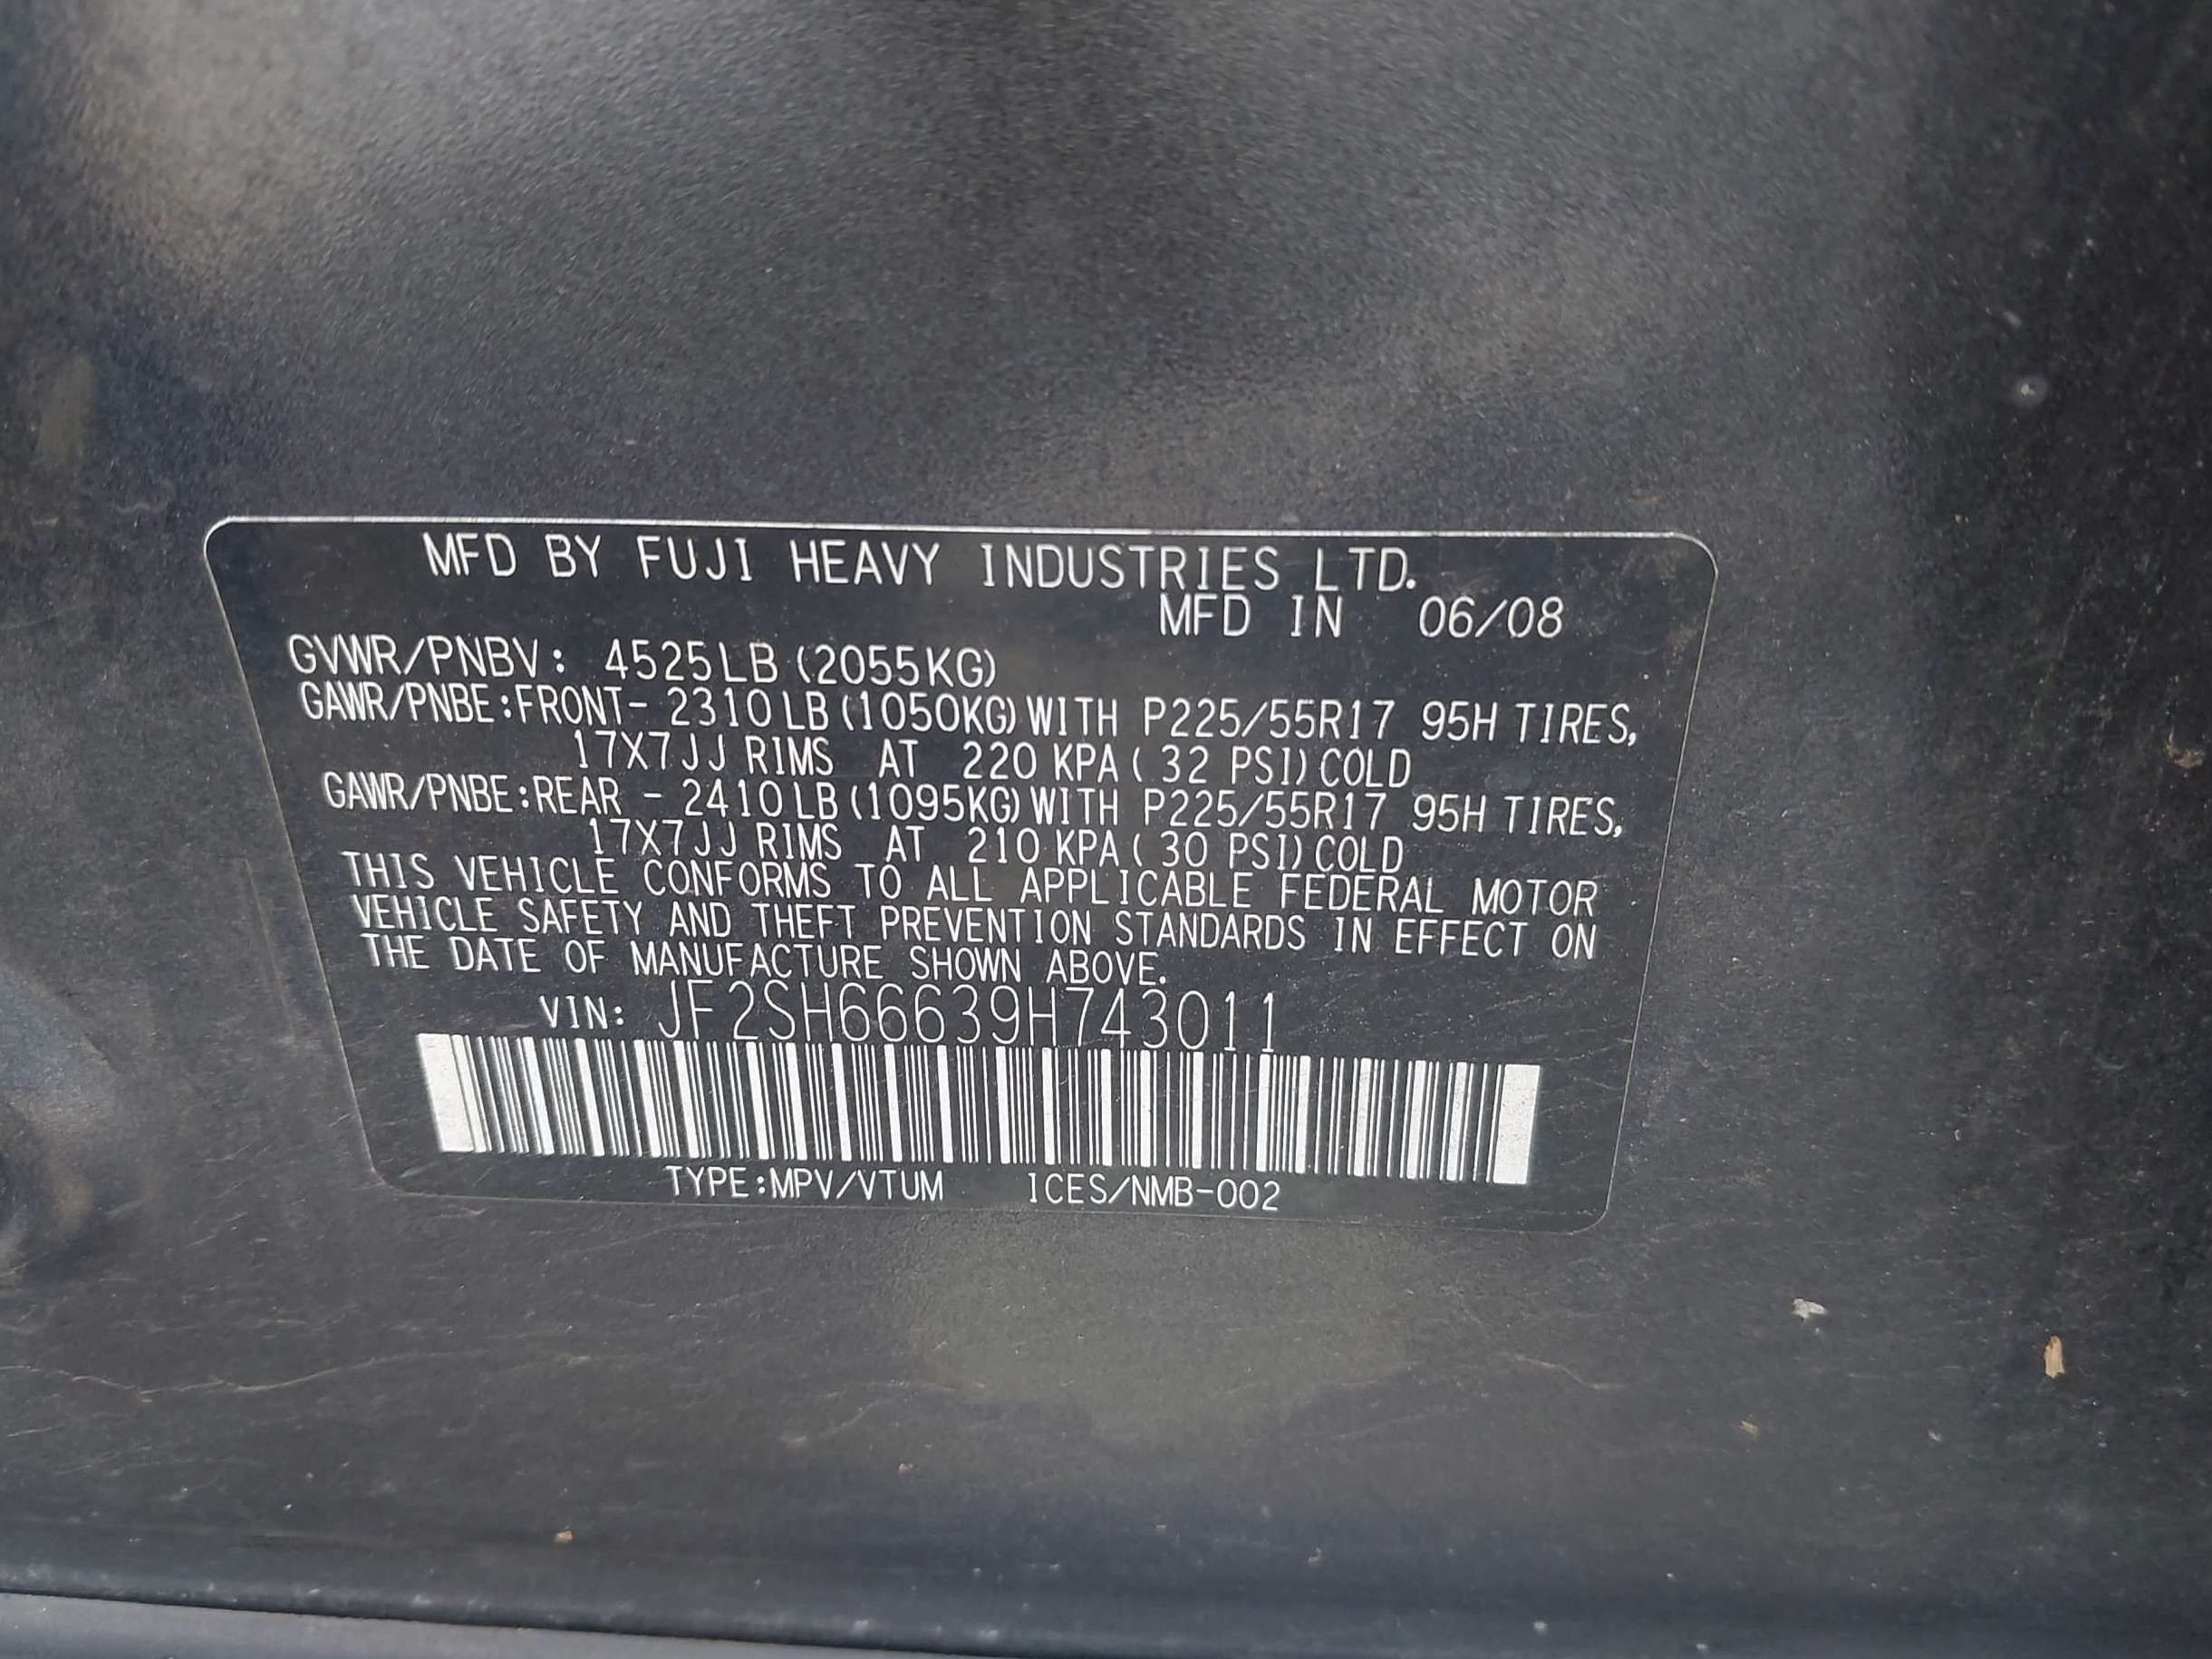 MFD BY FUJI HEAVY INDUSTRIES LTD.
MFD IN 06/08
GVWR/PNBV: 4525LB (2055KG)
GAWR/PNBE:FRONT- 2310LB (1050KG) WITH P225/55R17 95H TIRES,
17X7JJ RIMS AT 220 KPA ( 32 PSI) COLD
GAWR/PNBE:REAR - 2410LB (1095KG) WITH P225/55R17 95H TIRES,
17X7JJ RIMS AT 210 KPA ( 30 PSI) COLD
THIS VEHICLE CONFORMS TO ALL APPLICABLE FEDERAL MOTOR
VEHICLE SAFETY AND THEFT PREVENTION STANDARDS IN EFFECT ON
THE DATE OF MANUFACTURE SHOWN ABOVE.
VIN: JF2SH66639H743011
TYPE:MPV/VTUM ICES/NMB-002